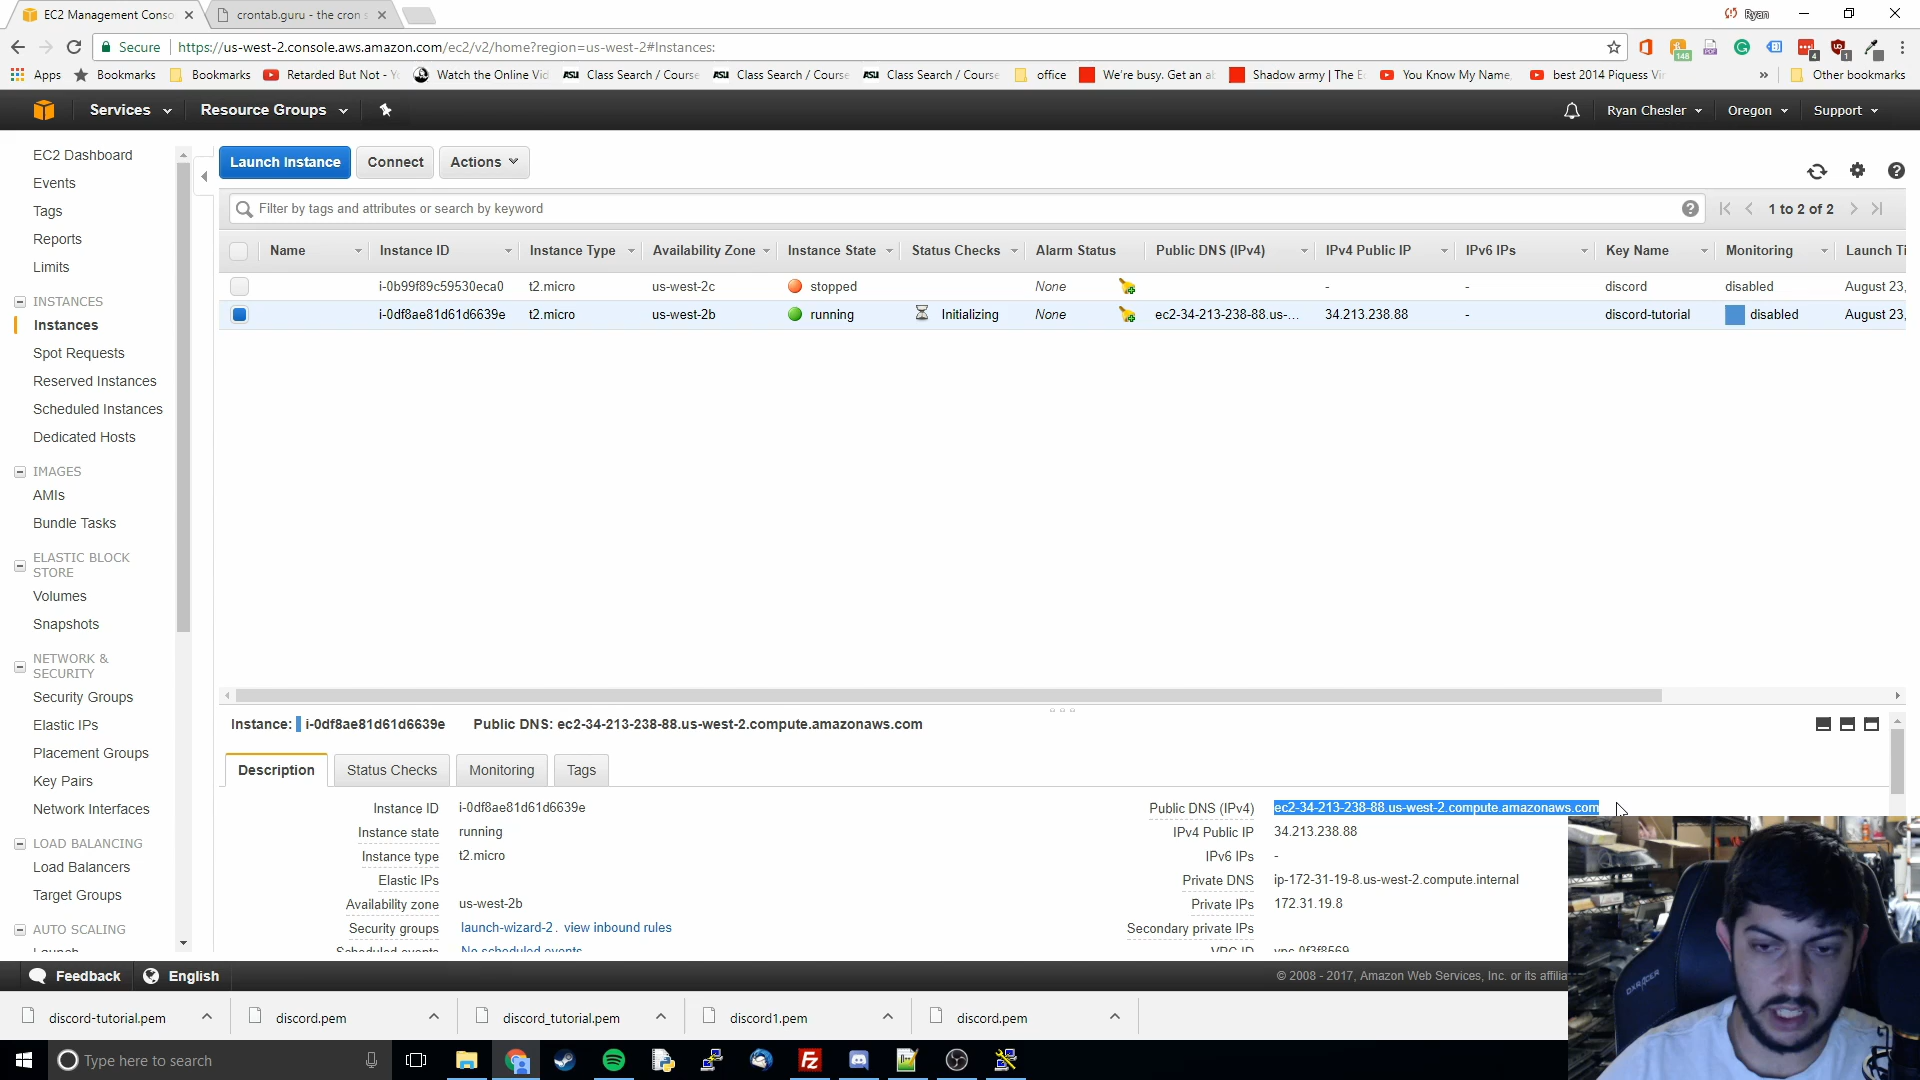 EC2 Management Conso
crontab.guru - the cron s
Ryan
Secure
https://us-west-2.console.aws.amazon.com/ec2/v2/home?region=us-west-2#Instances:
Apps
Bookmarks
Bookmarks
Retarded But Not - Y
Watch the Online Vid
ASU Class Search / Course
ASU Class Search / Course
ASU Class Search / Course
office
We're busy. Get an a
Shadow army | The E
You Know My Name
best 2014 Piquess Vi
»
Other bookmarks
Services
Resource Groups
Ryan Chesler
Oregon
Support
EC2 Dashboard
Events
Tags
Reports
Limits
INSTANCES
Instances
Spot Requests
Reserved Instances
Scheduled Instances
Dedicated Hosts
IMAGES
AMIs
Bundle Tasks
ELASTIC BLOCK
STORE
Volumes
Snapshots
NETWORK &
SECURITY
Security Groups
Elastic IPs
Placement Groups
Key Pairs
Network Interfaces
LOAD BALANCING
Load Balancers
Target Groups
AUTO SCALING
Launch Instance
Connect
Actions
Filter by tags and attributes or search by keyword
1 to 2 of 2
Name Instance ID Instance Type Availability Zone Instance State Status Checks Alarm Status Public DNS (IPv4) IPv4 Public IP IPv6 IPs Key Name Monitoring Launch Ti
i-0b99f89c59530eca0 t2.micro us-west-2c stopped None - - discord disabled August 23,
i-0df8ae81d61d6639e t2.micro us-west-2b running Initializing None ec2-34-213-238-88.us-... 34.213.238.88 - discord-tutorial disabled August 23,
Instance: i-0df8ae81d61d6639e Public DNS: ec2-34-213-238-88.us-west-2.compute.amazonaws.com
Description
Status Checks
Monitoring
Tags
Instance ID i-0df8ae81d61d6639e
Instance state running
Instance type t2.micro
Elastic IPs
Availability zone us-west-2b
Security groups launch-wizard-2. view inbound rules
Scheduled events No scheduled events
Public DNS (IPv4) ec2-34-213-238-88.us-west-2.compute.amazonaws.com
IPv4 Public IP 34.213.238.88
IPv6 IPs -
Private DNS ip-172-31-19-8.us-west-2.compute.internal
Private IPs 172.31.19.8
Secondary private IPs
VPC ID vpc-0f3f8569
Feedback
English
© 2008 - 2017, Amazon Web Services, Inc. or its affilia
discord-tutorial.pem
discord.pem
discord_tutorial.pem
discord1.pem
discord.pem
Type here to search
DXRACER